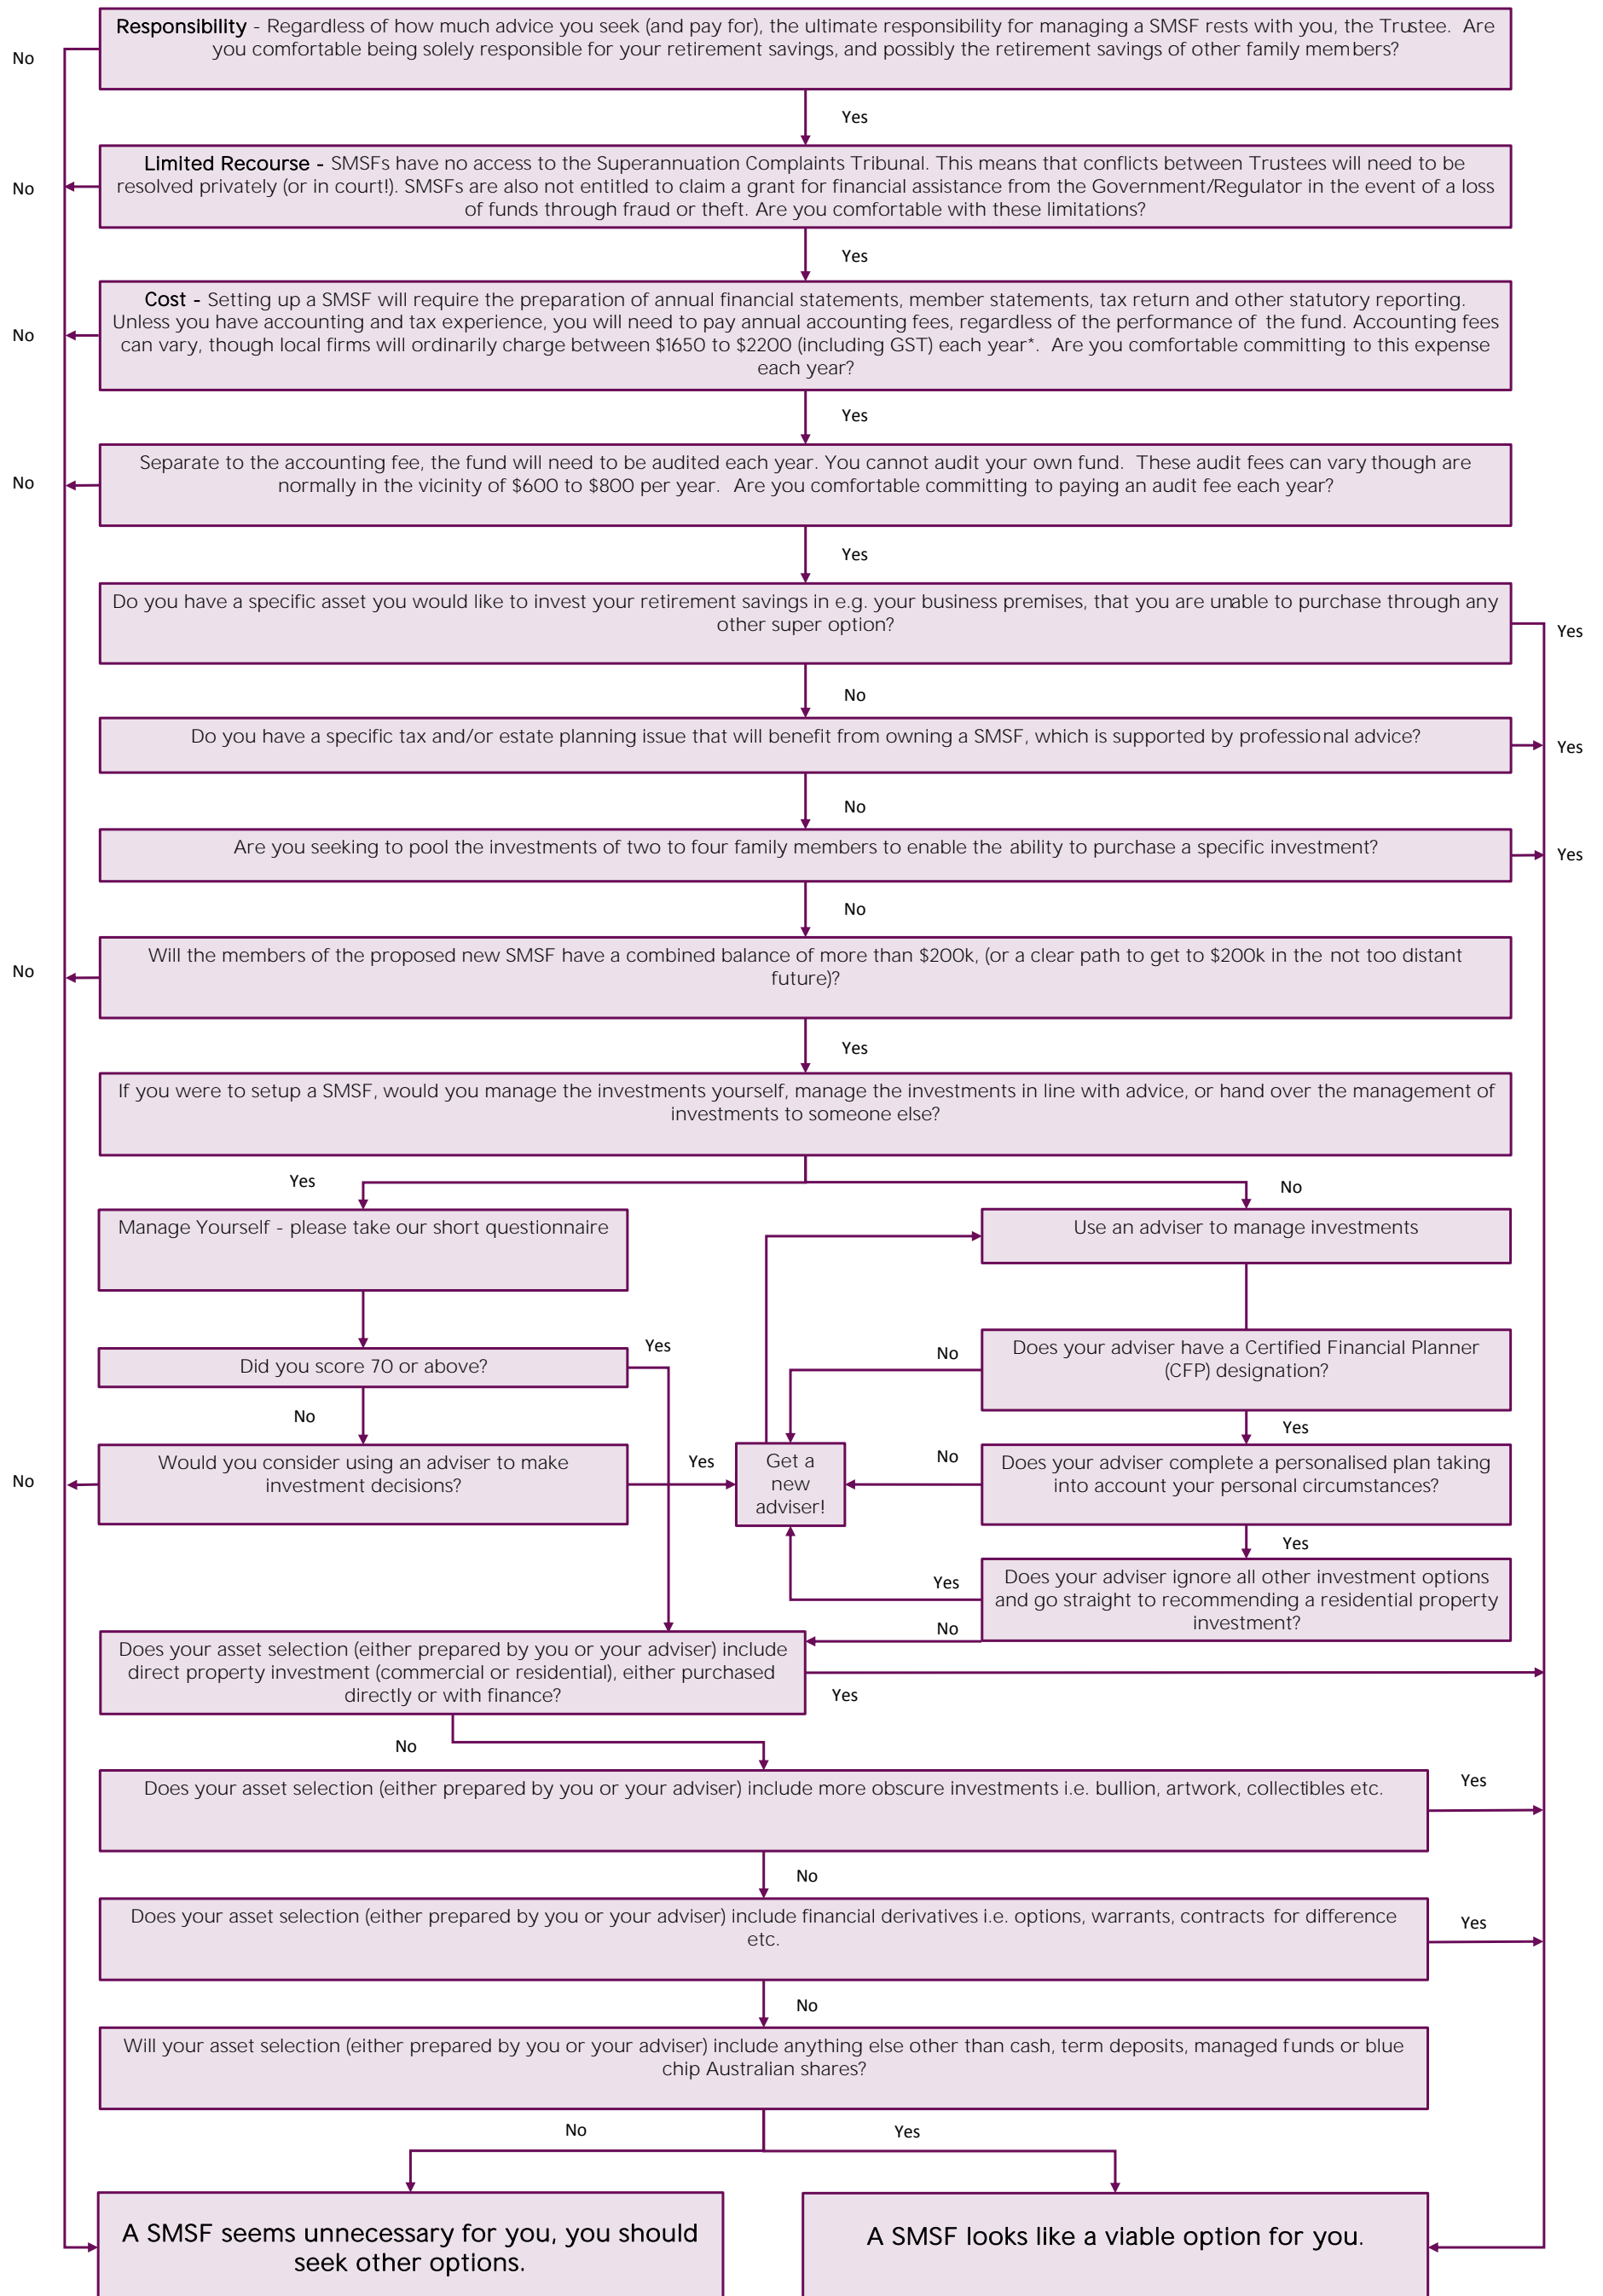 Responsibility - Regardless of how much advice you seek (and pay for), the ultimate responsibility for managing a SMSF rests with you, the Trustee. Are
you comfortable being solely responsible for your retirement savings, and possibly the retirement savings of other family members?
No
Yes
Limited Recourse - SMSFs have no access to the Superannuation Complaints Tribunal. This means that conflicts between Trustees will need to be
resolved privately (or in court!). SMSFs are also not entitled to claim a grant for financial assistance from the Government/Regulator in the event of a loss
of funds through fraud or theft. Are you comfortable with these limitations?
No
Yes
Cost - Setting up a SMSF will require the preparation of annual financial statements, member statements, tax return and other statutory reporting.
Unless you have accounting and tax experience, you will need to pay annual accounting fees, regardless of the performance of the fund. Accounting fees
can vary, though local firms will ordinarily charge between $1650 to $2200 (including GST) each year*. Are you comfortable committing to this expense
each year?
No
Yes
Separate to the accounting fee, the fund will need to be audited each year. You cannot audit your own fund. These audit fees can vary though are
normally in the vicinity of $600 to $800 per year. Are you comfortable committing to paying an audit fee each year?
No
Yes
Do you have a specific asset you would like to invest your retirement savings in e.g. your business premises, that you are unable to purchase through any
other super option?
Yes
No
Do you have a specific tax and/or estate planning issue that will benefit from owning a SMSF, which is supported by professional advice?
Yes
No
Are you seeking to pool the investments of two to four family members to enable the ability to purchase a specific investment?
Yes
No
Will the members of the proposed new SMSF have a combined balance of more than $200k, (or a clear path to get to $200k in the not too distant
future)?
No
Yes
If you were to setup a SMSF, would you manage the investments yourself, manage the investments in line with advice, or hand over the management of
investments to someone else?
Yes
No
Manage Yourself - please take our short questionnaire
Use an adviser to manage investments
Did you score 70 or above?
Yes
No
Does your adviser have a Certified Financial Planner
(CFP) designation?
No
Yes
Would you consider using an adviser to make
investment decisions?
No
Yes
Get a
new
adviser!
No
Does your adviser complete a personalised plan taking
into account your personal circumstances?
Yes
Does your adviser ignore all other investment options
and go straight to recommending a residential property
investment?
Yes
No
Does your asset selection (either prepared by you or your adviser) include
direct property investment (commercial or residential), either purchased
directly or with finance?
Yes
No
Does your asset selection (either prepared by you or your adviser) include more obscure investments i.e. bullion, artwork, collectibles etc.
Yes
No
Does your asset selection (either prepared by you or your adviser) include financial derivatives i.e. options, warrants, contracts for difference
etc.
Yes
No
Will your asset selection (either prepared by you or your adviser) include anything else other than cash, term deposits, managed funds or blue
chip Australian shares?
No
Yes
A SMSF seems unnecessary for you, you should
seek other options.
A SMSF looks like a viable option for you.